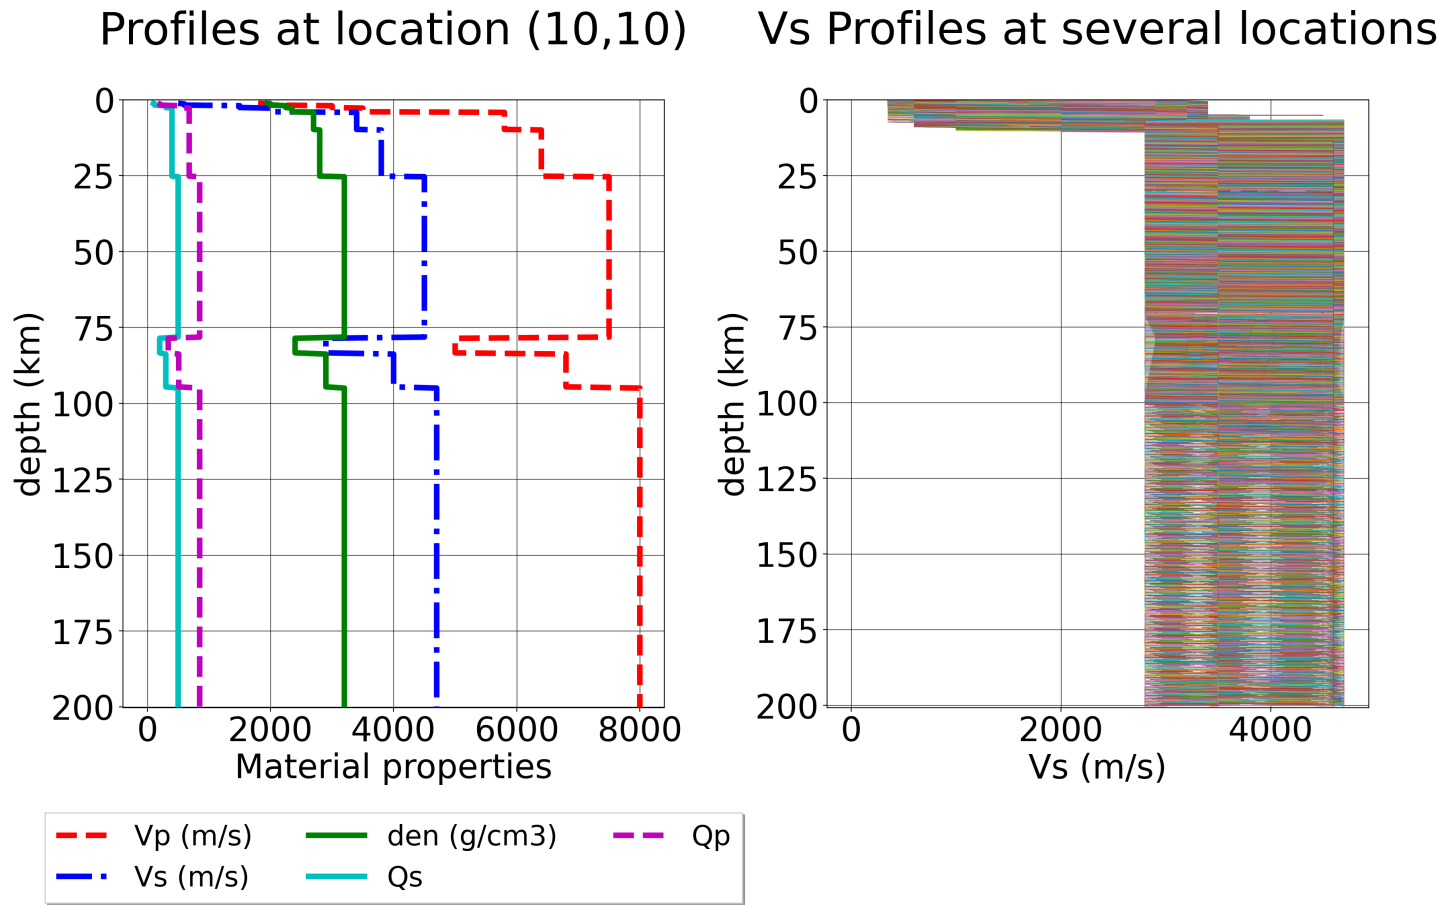 Profiles at location (10,10)
Vs Profiles at several locations
0
25
50
75
100
125
150
175
200
depth (km)
0
2000
4000
6000
8000
Material properties
0
25
50
75
100
125
150
175
200
depth (km)
0
2000
4000
Vs (m/s)
Vp (m/s)
Vs (m/s)
den (g/cm3)
Qs
Qp